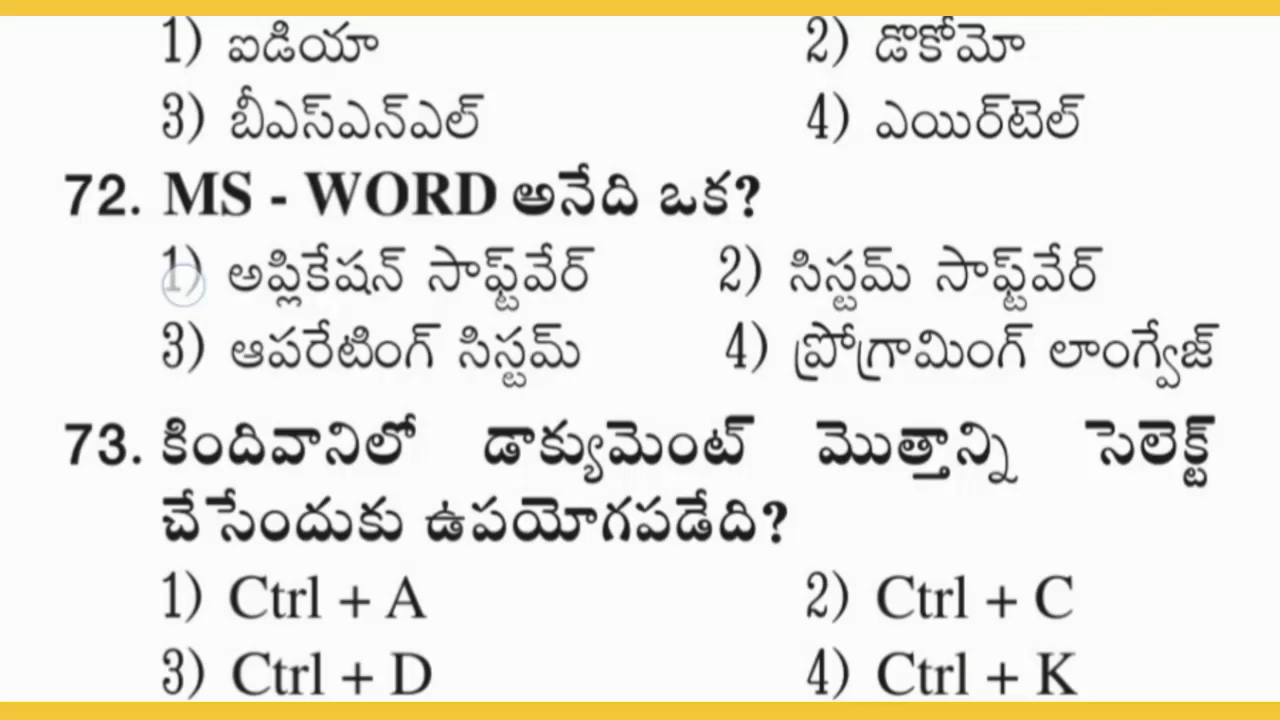 1) ఐడియా 2) డొకోమో
3) బీఎస్ఎన్ఎల్ 4) ఎయిర్‌టెల్
72. MS - WORD అనేది ఒక?
1) అప్లికేషన్ సాఫ్ట్‌వేర్ 2) సిస్టమ్ సాఫ్ట్‌వేర్
3) ఆపరేటింగ్ సిస్టమ్ 4) ప్రోగ్రామింగ్ లాంగ్వేజ్
73. కిందివానిలో డాక్యుమెంట్ మొత్తాన్ని సెలెక్ట్
చేసేందుకు ఉపయోగపడేది?
1) Ctrl + A 2) Ctrl + C
3) Ctrl + D 4) Ctrl + K